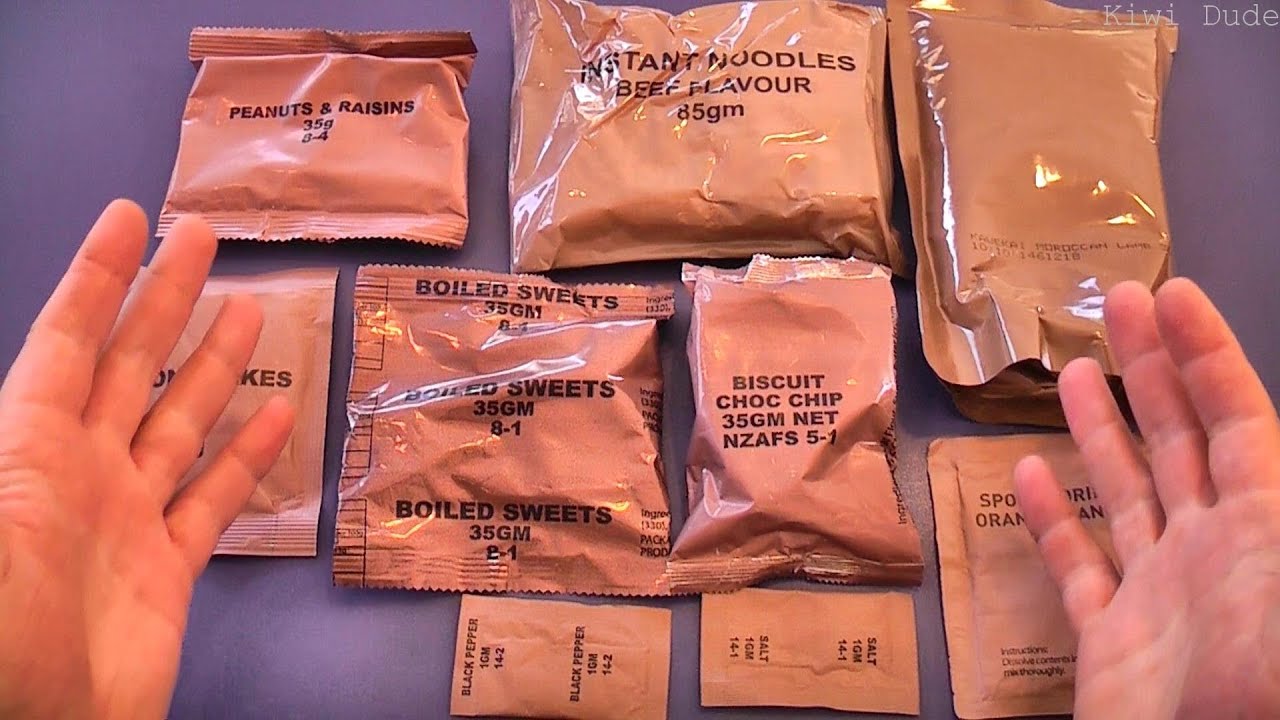 Kiwi Dude
PEANUTS & RAISINS
35g
8-4
INSTANT NOODLES
BEEF FLAVOUR
85gm
KAWEKAI MOROCCAN LAMB
BOILED SWEETS
35GM
8-1
BOILED SWEETS
35GM
8-1
BOILED SWEETS
35GM
8-1
BISCUIT
CHOC CHIP
35GM NET
NZAFS 5-1
BLACK PEPPER
1GM
14-2
BLACK PEPPER
1GM
14-2
SALT
1GM
14-1
SALT
1GM
14-1
Instructions:
Dissolve contents
mix thoroughly.